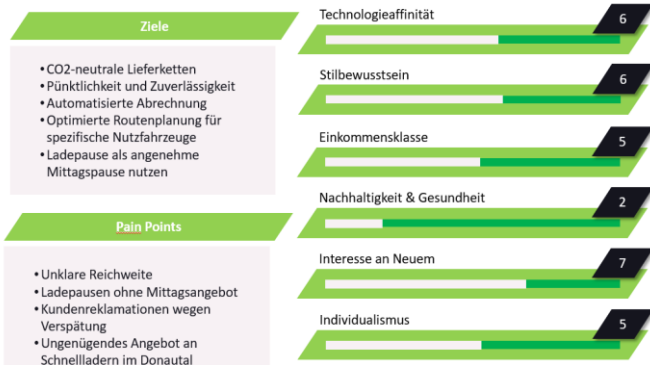 Ziele
• CO2-neutrale Lieferketten
• Pünktlichkeit und Zuverlässigkeit
• Automatisierte Abrechnung
• Optimierte Routenplanung für
spezifische Nutzfahrzeuge
• Ladepause als angenehme
Mittagspause nutzen
Pain Points
• Unklare Reichweite
• Ladepausen ohne Mittagsangebot
• Kundenreklamationen wegen
Verspätung
• Ungenügendes Angebot an
Schnellladern im Donautal
Technologieaffinität
6
Stilbewusstsein
6
Einkommensklasse
5
Nachhaltigkeit & Gesundheit
2
Interesse an Neuem
7
Individualismus
5